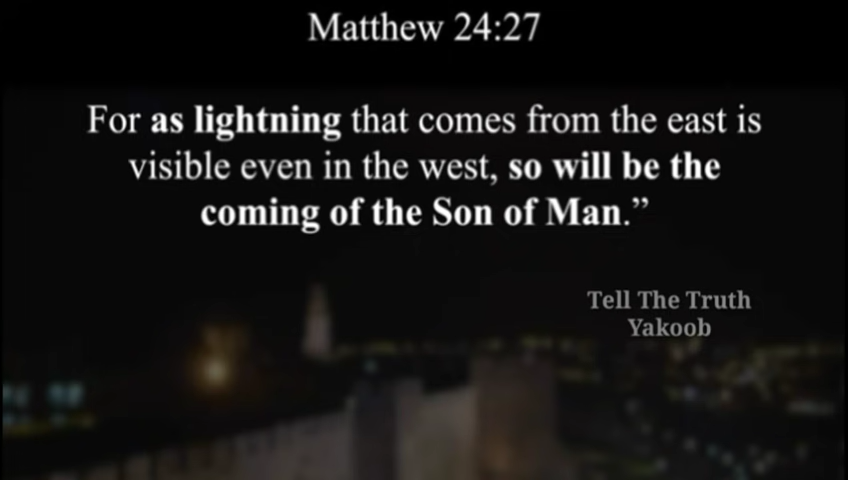 Matthew 24:27
For as lightning that comes from the east is
visible even in the west, so will be the
coming of the Son of Man.”
Tell The Truth
Yakoob